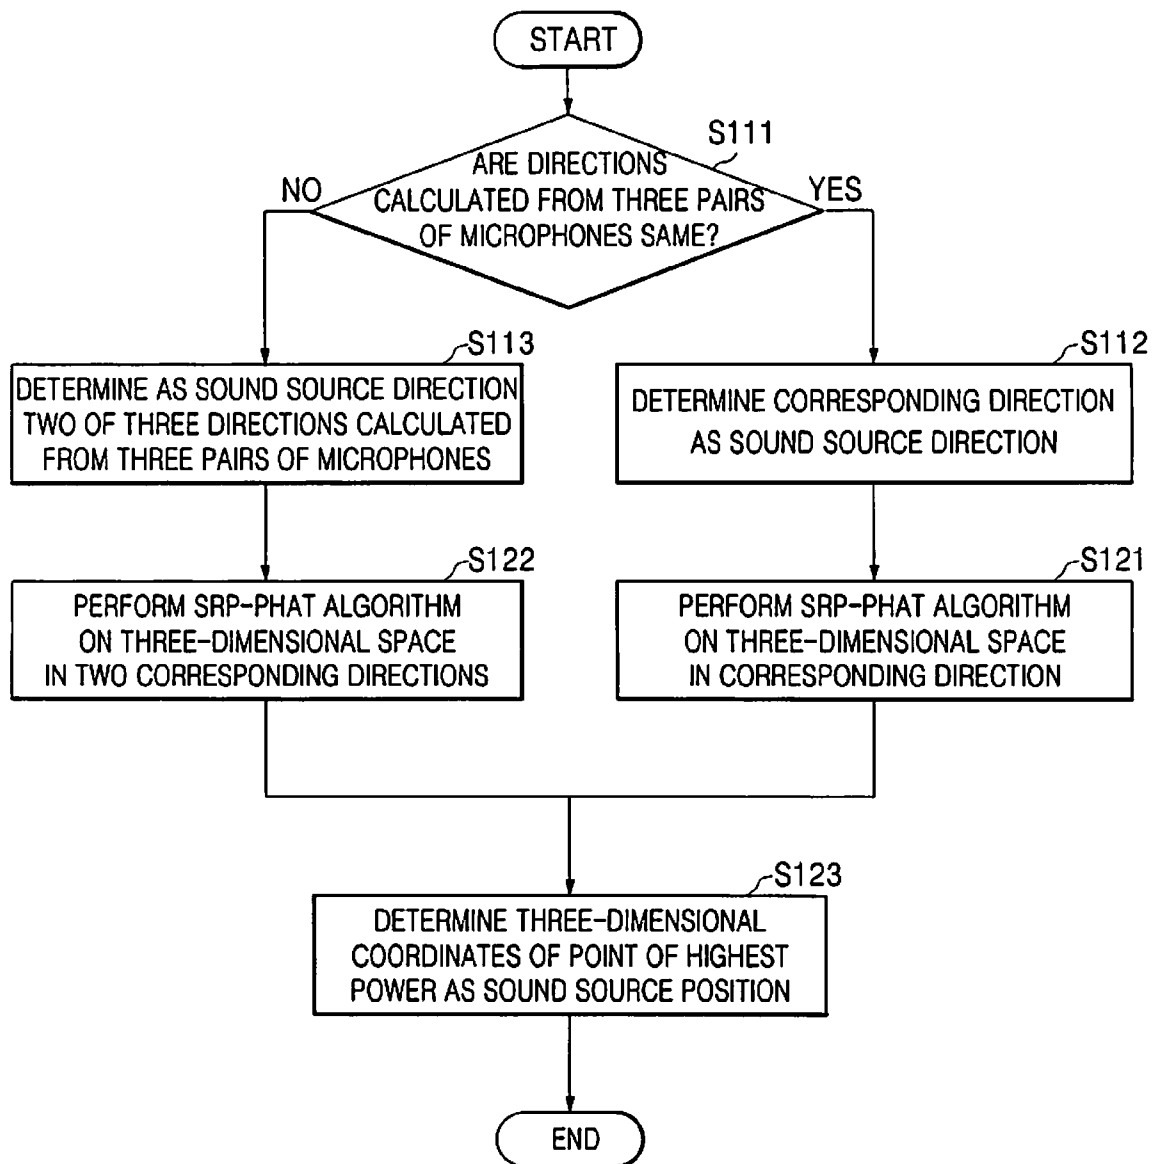 START
S111
ARE DIRECTIONS
CALCULATED FROM THREE PAIRS
OF MICROPHONES SAME?
NO
YES
S113
DETERMINE AS SOUND SOURCE DIRECTION
TWO OF THREE DIRECTIONS CALCULATED
FROM THREE PAIRS OF MICROPHONES
S112
DETERMINE CORRESPONDING DIRECTION
AS SOUND SOURCE DIRECTION
S122
PERFORM SRP-PHAT ALGORITHM
ON THREE-DIMENSIONAL SPACE
IN TWO CORRESPONDING DIRECTIONS
S121
PERFORM SRP-PHAT ALGORITHM
ON THREE-DIMENSIONAL SPACE
IN CORRESPONDING DIRECTION
S123
DETERMINE THREE-DIMENSIONAL
COORDINATES OF POINT OF HIGHEST
POWER AS SOUND SOURCE POSITION
END